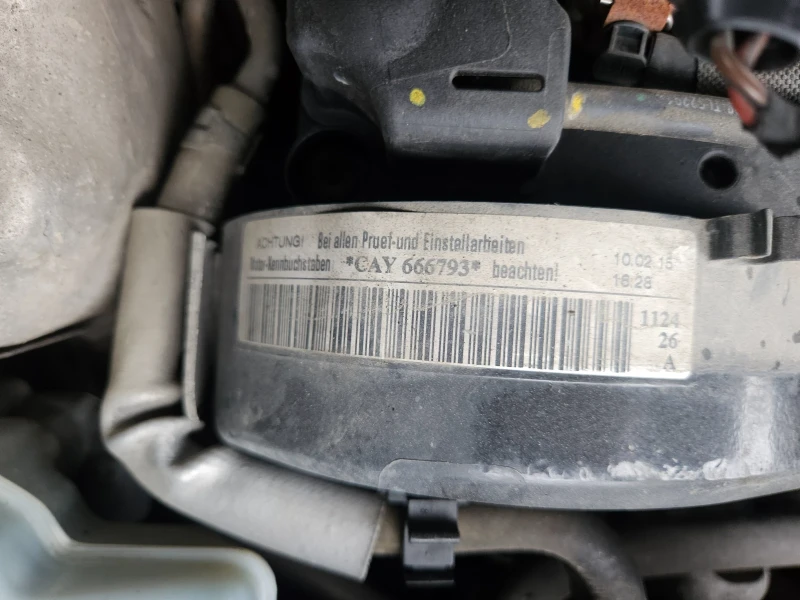 ACHTUNG! Bei allen Pruef-und Einstellarbeiten
Motor-Kennbuchstaben *CAY 666793* beachten!
10.02.15
16:28
1124
26
A